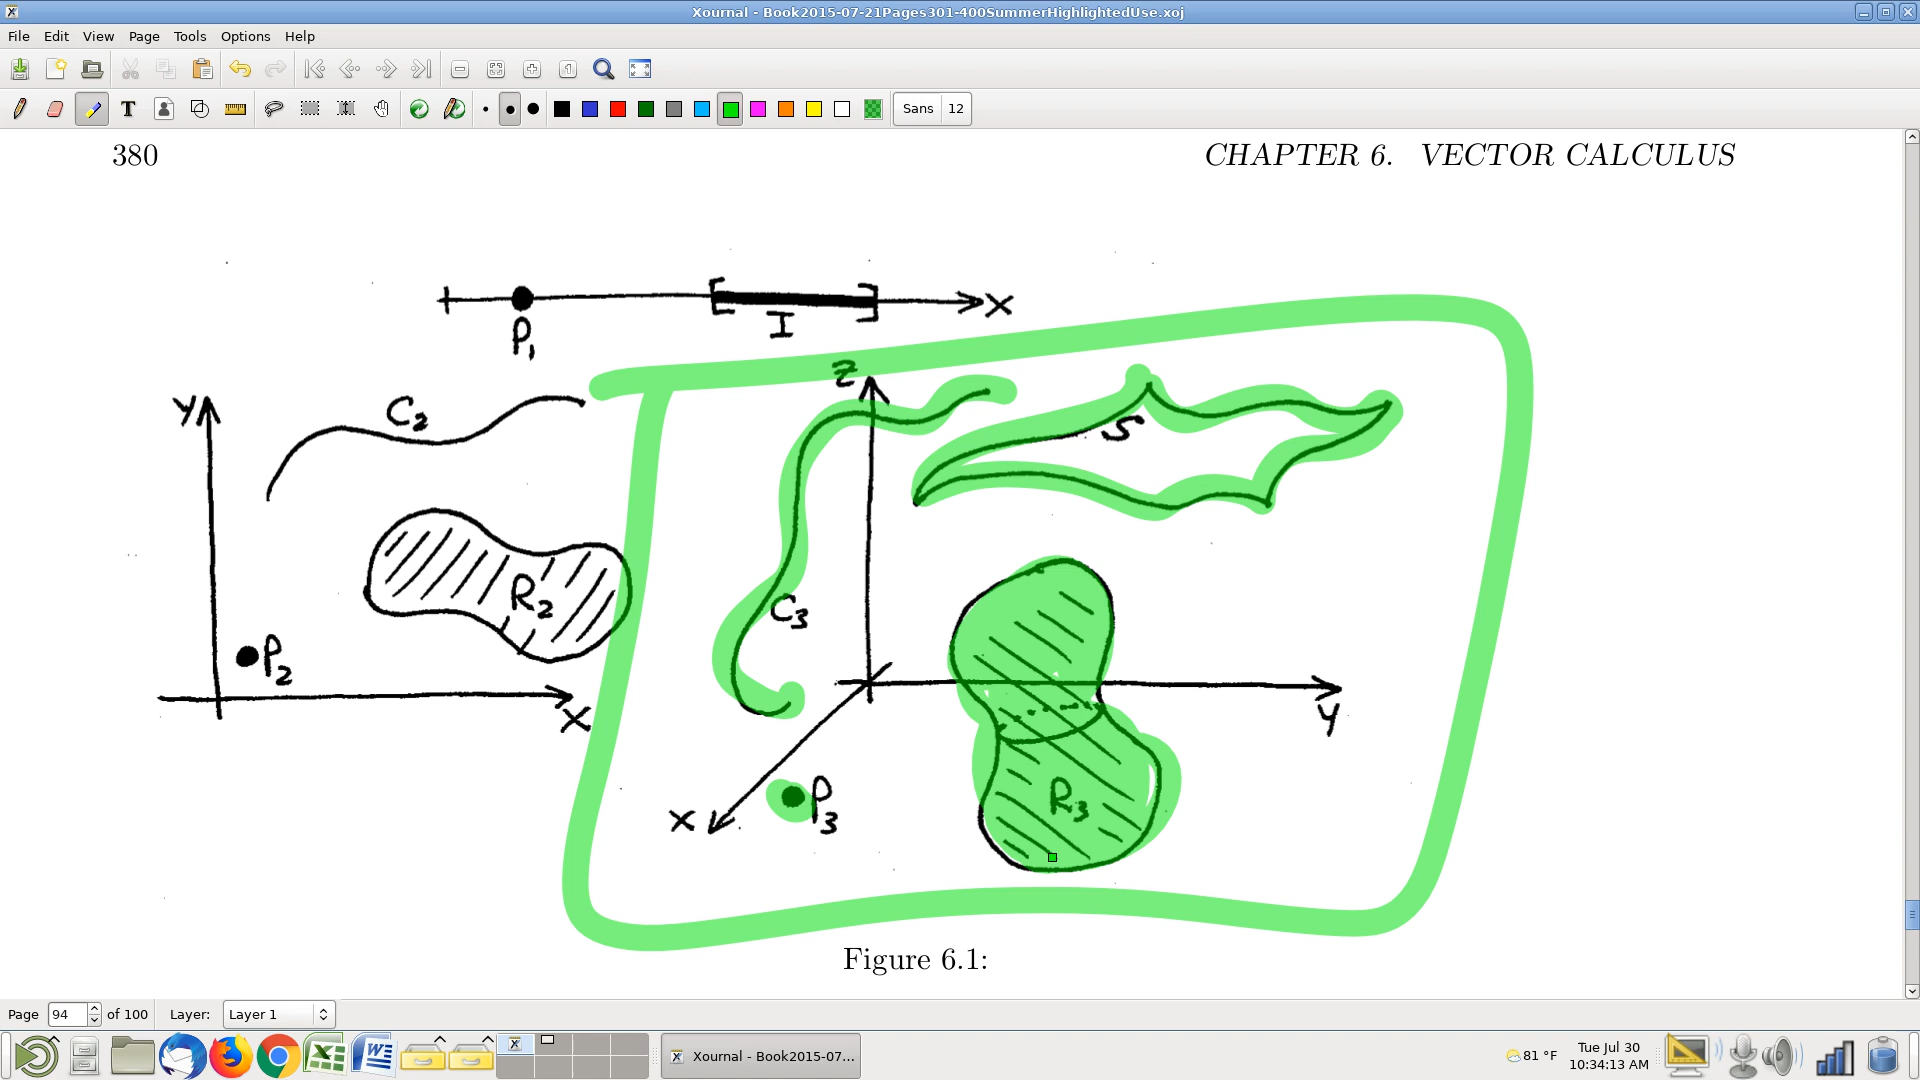 Xournal - Book2015-07-21Pages301-400SummerHighlightedUse.xoj
File Edit View Page Tools Options Help
Sans 12
380 CHAPTER 6. VECTOR CALCULUS
P1 I X
Y C2 R2 P2 X
Z C3 S R3 P3 X Y
Figure 6.1:
Page 94 of 100 Layer: Layer 1
Xournal - Book2015-07... 81 °F Tue Jul 30
10:34:13 AM